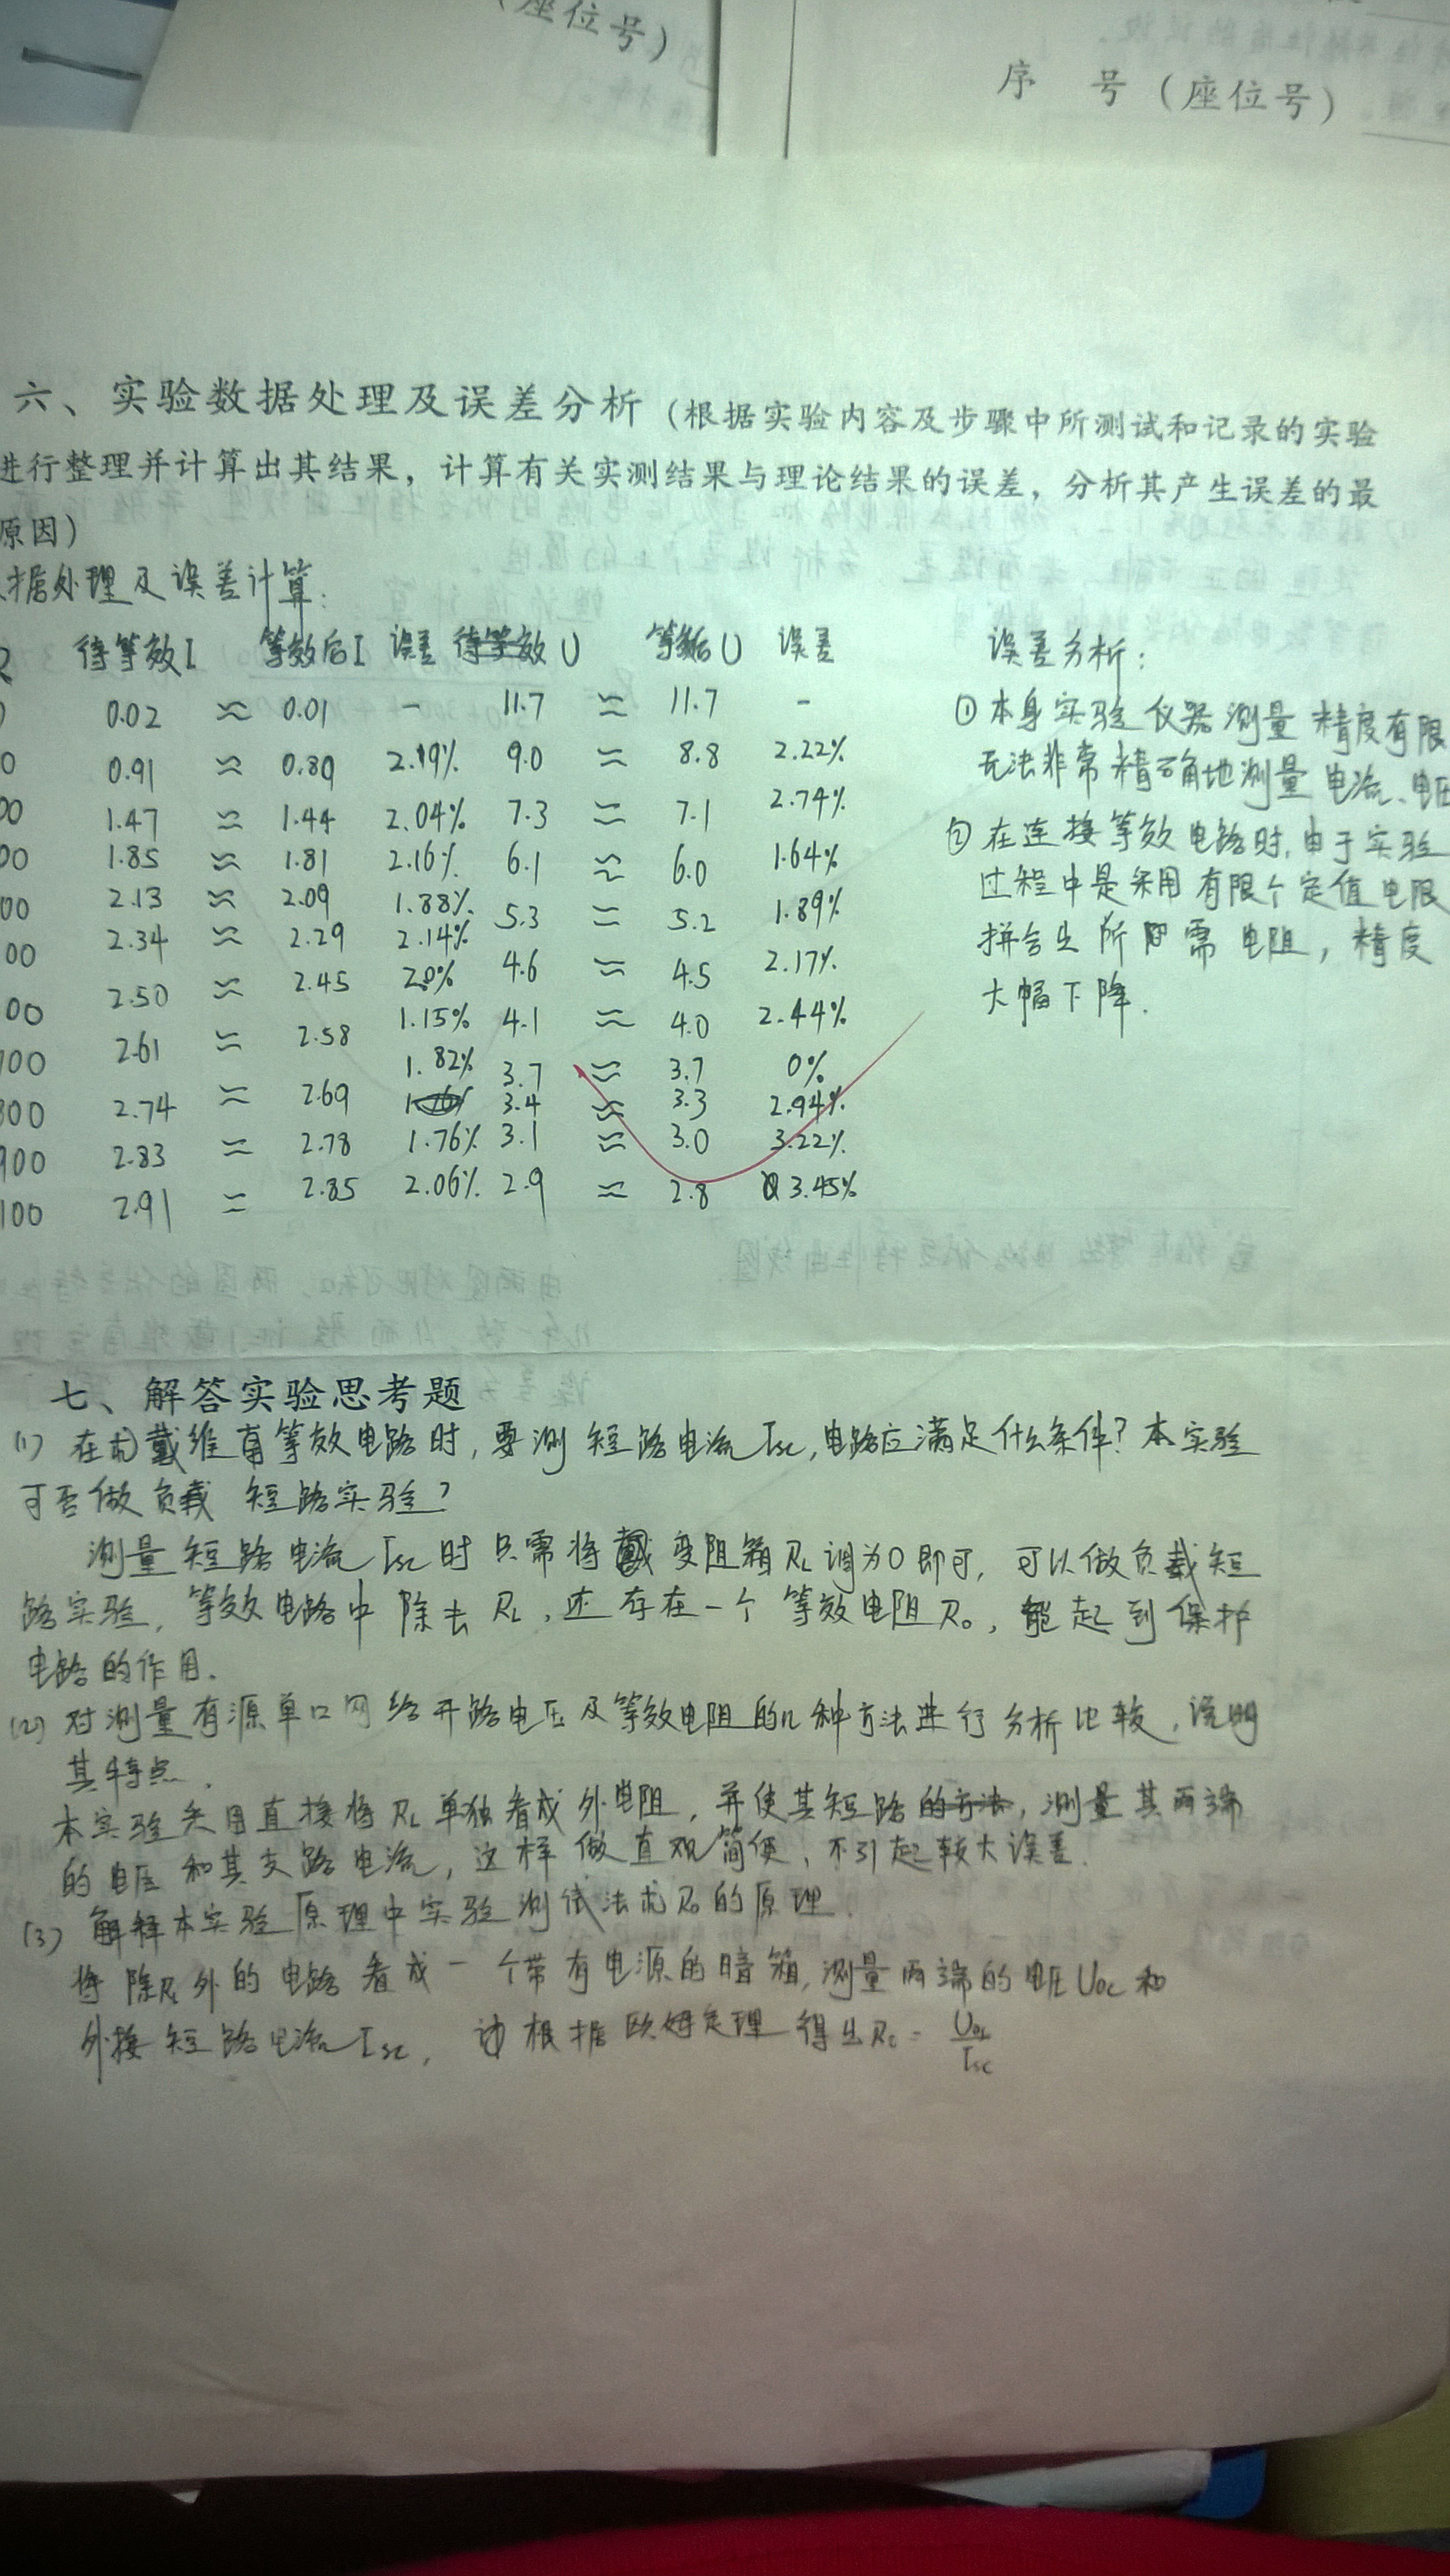 (座位号)
序 号(座位号)
六、实验数据处理及误差分析(根据实验内容及步骤中所测试和记录的实验
进行整理并计算出其结果,计算有关实测结果与理论结果的误差,分析其产生误差的最
原因)
据处理及误差计算:
待等效I 等效后I 误差 待等效U 等效后U 误差 误差分析:
0.02 ≈ 0.01 - 11.7 ≈ 11.7 -
0 0.91 ≈ 0.89 2.19% 9.0 ≈ 8.8 2.22%
00 1.47 ≈ 1.44 2.04% 7.3 ≈ 7.1 2.74%
00 1.85 ≈ 1.81 2.16% 6.1 ≈ 6.0 1.64%
00 2.13 ≈ 2.09 1.88% 5.3 ≈ 5.2 1.89%
00 2.34 ≈ 2.29 2.14% 4.6 ≈ 4.5 2.17%
00 2.50 ≈ 2.45 2.0% 4.1 ≈ 4.0 2.44%
700 2.61 ≈ 2.58 1.15% 3.7 ≈ 3.7 0%
800 2.74 ≈ 2.69 1.82% 3.4 ≈ 3.3 2.94%
900 2.83 ≈ 2.78 1.76% 3.1 ≈ 3.0 3.22%
100 2.91 ≈ 2.85 2.06% 2.9 ≈ 2.8 3.45%
①本身实验仪器测量精度有限
无法非常精确地测量电流、电压
②在连接等效电路时,由于实验
过程中是采用有限个定值电阻
拼合出所需电阻,精度
大幅下降.
七、解答实验思考题
(1) 在戴维南等效电路时,要测短路电流Isc,电路应满足什么条件?本实验
可否做负载短路实验?
测量短路电流Isc时只需将变阻箱RL调为0即可,可以做负载短
路实验,等效电路中除去RL,还存在一个等效电阻R0,能起到保护
电路的作用.
(2) 对测量有源单口网络开路电压及等效电阻的几种方法进行分析比较,说明
其特点.
本实验采用直接将RL单独看成外电阻,并使其短路的方法,测量其两端
的电压和其支路电流,这样做直观简便,不引起较大误差.
(3) 解释本实验原理中实验测试法求R0的原理.
将除RL外的电路看成一个带有电源的暗箱,测量两端的电压Uoc和
外接短路电流Isc,根据欧姆定理得出R0=Uoc/Isc